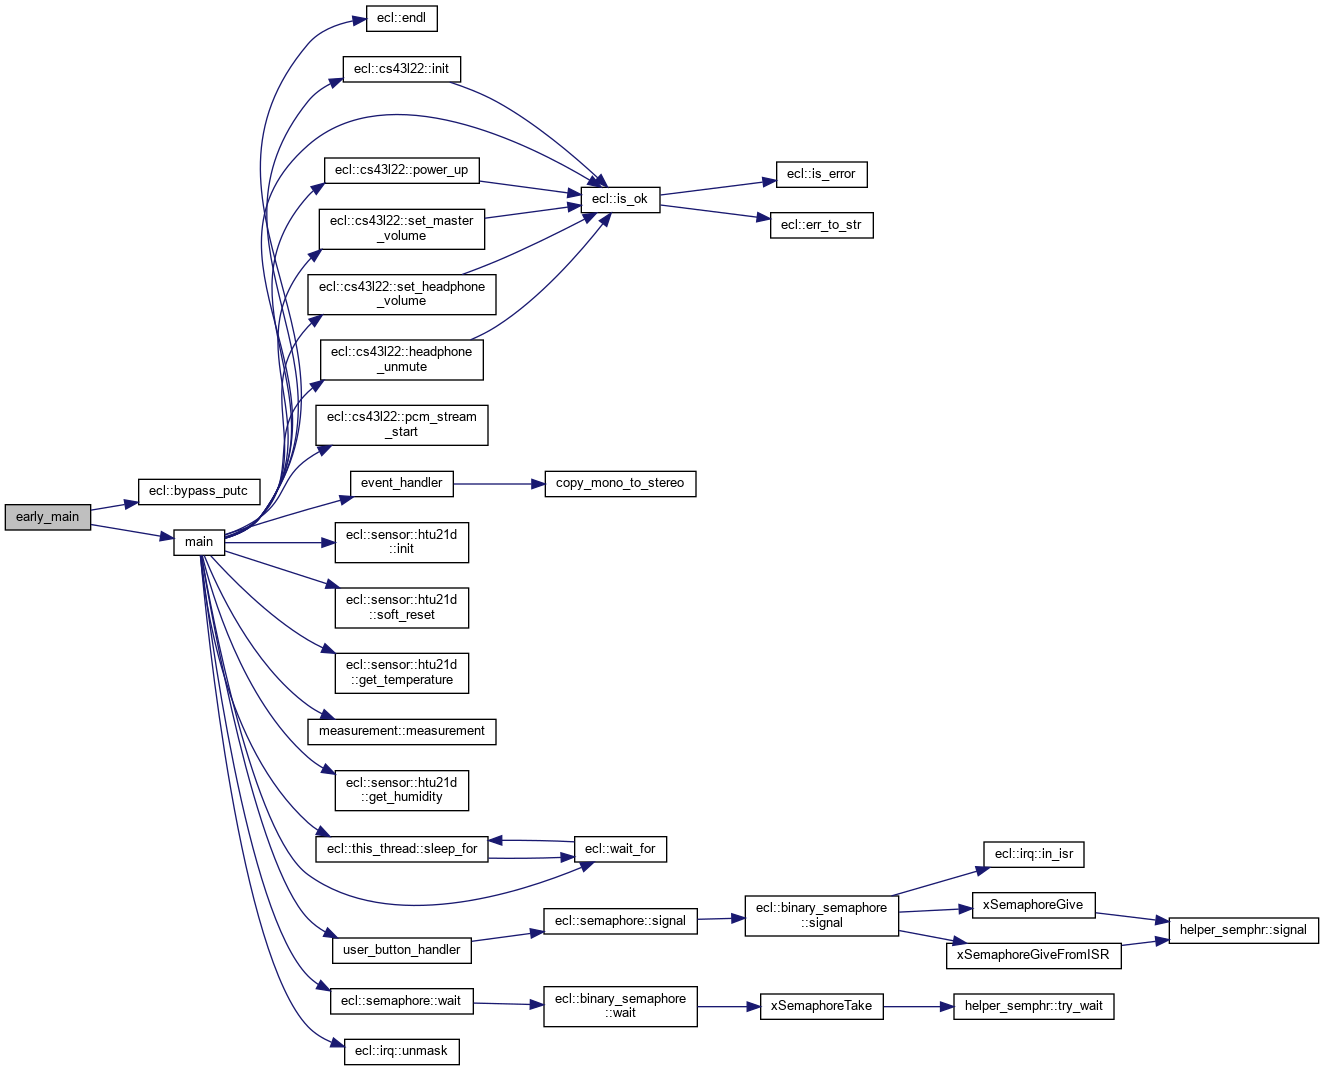 ecl::endl
ecl::cs43l22::init
ecl::cs43l22::power_up
ecl::is_ok
ecl::is_error
ecl::err_to_str
ecl::cs43l22::set_master
_volume
ecl::cs43l22::set_headphone
_volume
ecl::cs43l22::headphone
_unmute
ecl::cs43l22::pcm_stream
_start
event_handler
copy_mono_to_stereo
ecl::bypass_putc
early_main
main
ecl::sensor::htu21d
::init
ecl::sensor::htu21d
::soft_reset
ecl::sensor::htu21d
::get_temperature
measurement::measurement
ecl::sensor::htu21d
::get_humidity
ecl::this_thread::sleep_for
ecl::wait_for
ecl::irq::in_isr
user_button_handler
ecl::semaphore::signal
ecl::binary_semaphore
::signal
xSemaphoreGive
xSemaphoreGiveFromISR
helper_semphr::signal
ecl::semaphore::wait
ecl::binary_semaphore
::wait
xSemaphoreTake
helper_semphr::try_wait
ecl::irq::unmask